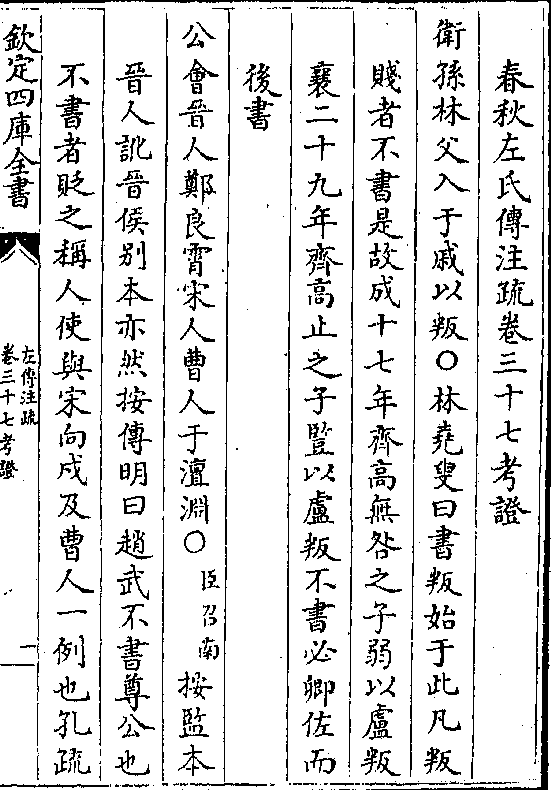 春秋左氏傳注疏卷三十七考證
衛孫林父入于戚以叛○林堯叟曰書叛始于此凡叛
賤者不書是故成十七年齊高無咎之子弱以盧叛
襄二十九年齊高止之子豎以盧叛不書必卿佐而
後書
公會晉人鄭良霄宋人曹人于澶淵○臣召南按監本
晉人訛晉侯别本亦然按傳明曰趙武不書尊公也
不書者貶之稱人使與宋向戍及曹人一例也孔疏
欽定四庫全書
左傳注疏
卷三十七考證
一